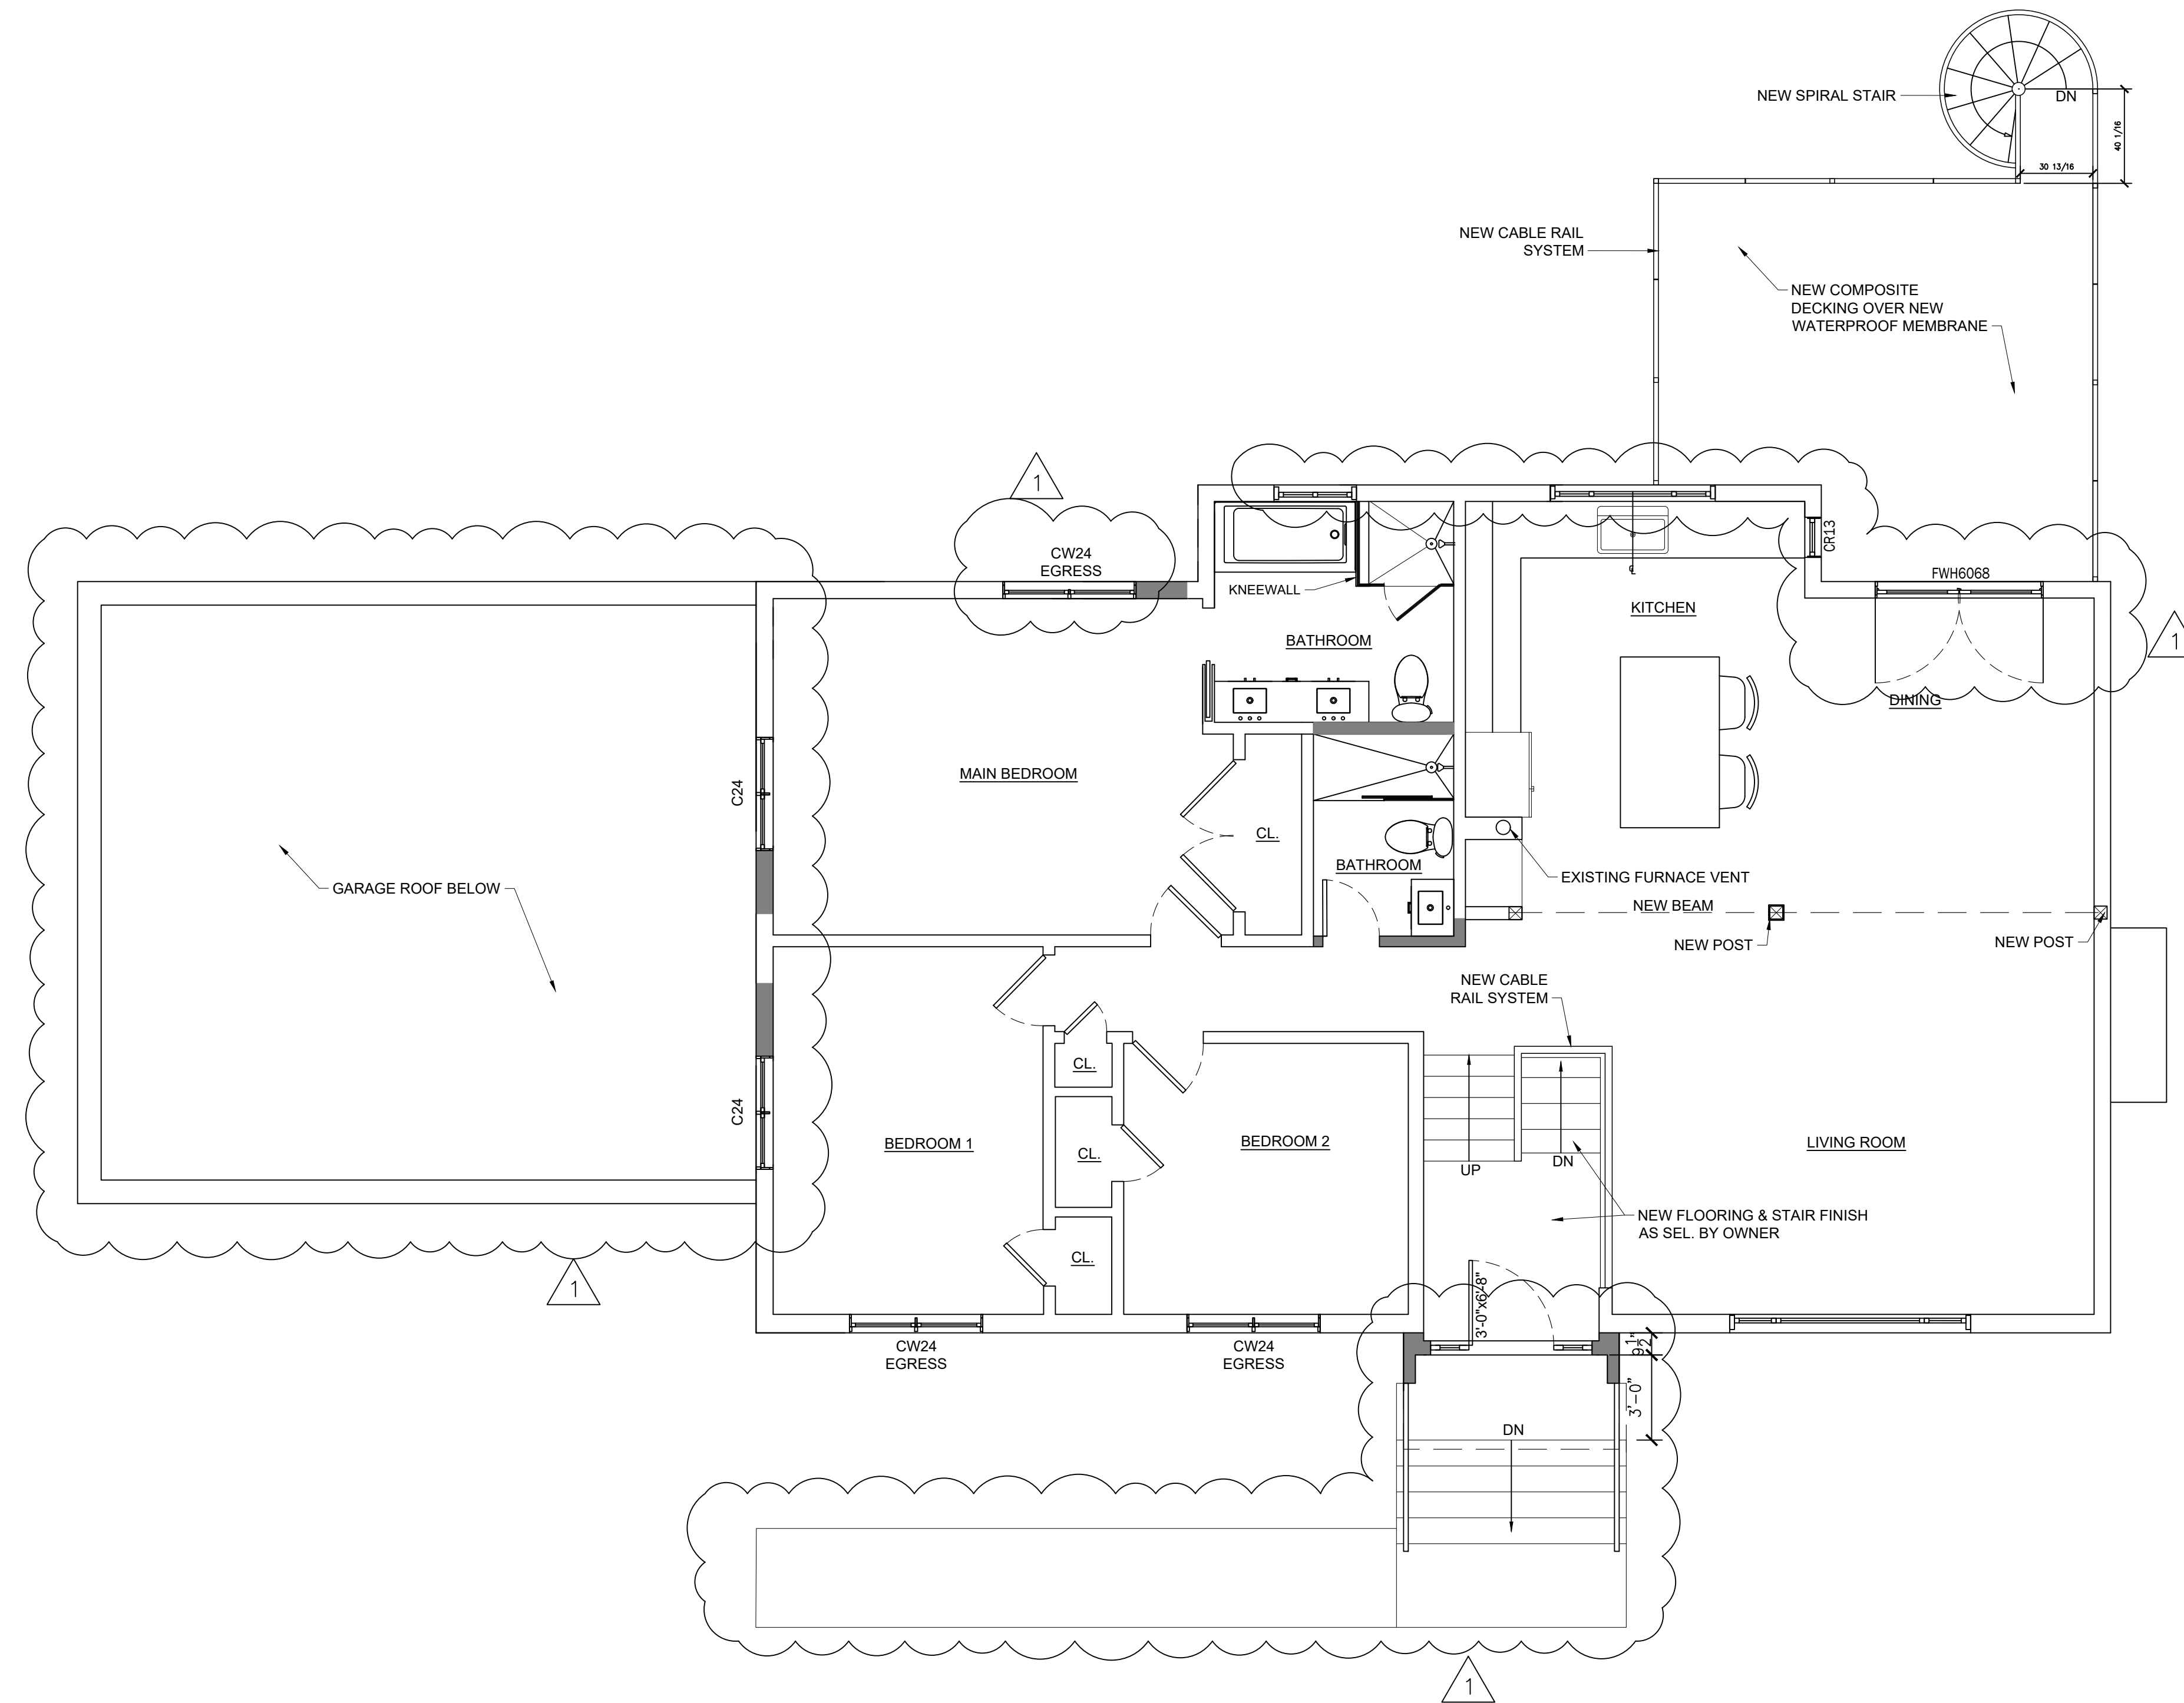 NEW SPIRAL STAIR
DN
40 1/16
30 13/16
NEW CABLE RAIL
SYSTEM
NEW COMPOSITE
DECKING OVER NEW
WATERPROOF MEMBRANE
1
CW24
EGRESS
KNEEWALL
BATHROOM
KITCHEN
CR13
FWH6068
1
DINING
MAIN BEDROOM
C24
CL.
BATHROOM
EXISTING FURNACE VENT
GARAGE ROOF BELOW
NEW BEAM
NEW POST
NEW POST
NEW CABLE
RAIL SYSTEM
CL.
C24
BEDROOM 1
CL.
BEDROOM 2
UP
DN
LIVING ROOM
NEW FLOORING & STAIR FINISH
AS SEL. BY OWNER
CL.
1
3'-0"x6'-8"
CW24
EGRESS
CW24
EGRESS
9 1/2"
3'-0"
DN
1